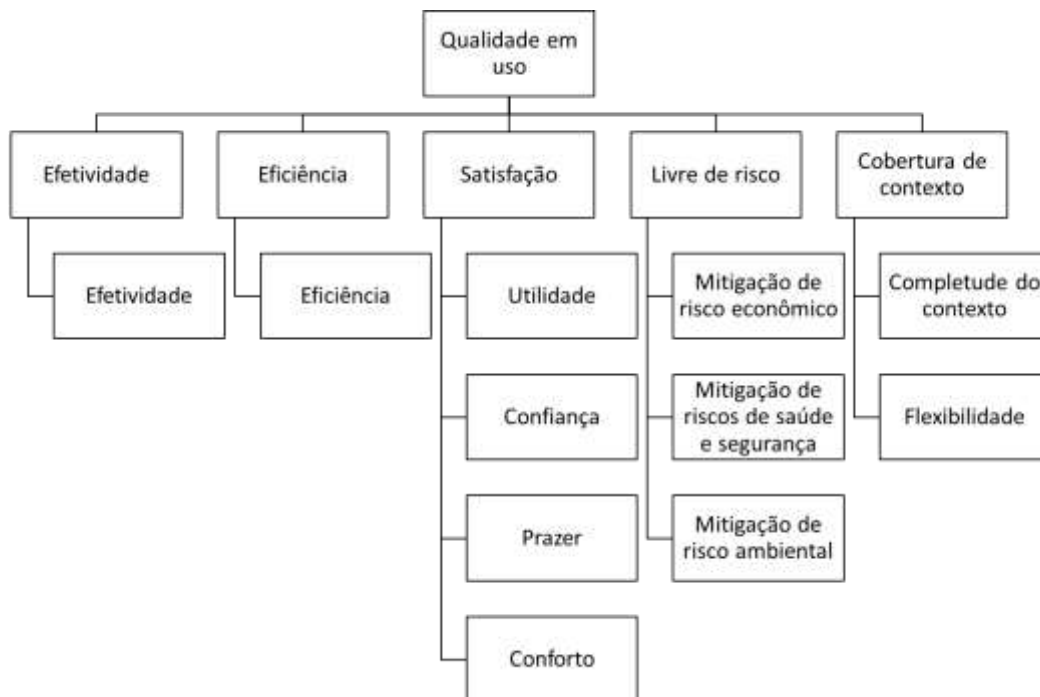 Qualidade em
uso
Efetividade
Eficiência
Satisfação
Livre de risco
Cobertura de
contexto
Efetividade
Eficiência
Utilidade
Mitigação de
risco econômico
Completude do
contexto
Confiança
Mitigação de
riscos de saúde
e segurança
Flexibilidade
Prazer
Mitigação de
risco ambiental
Conforto